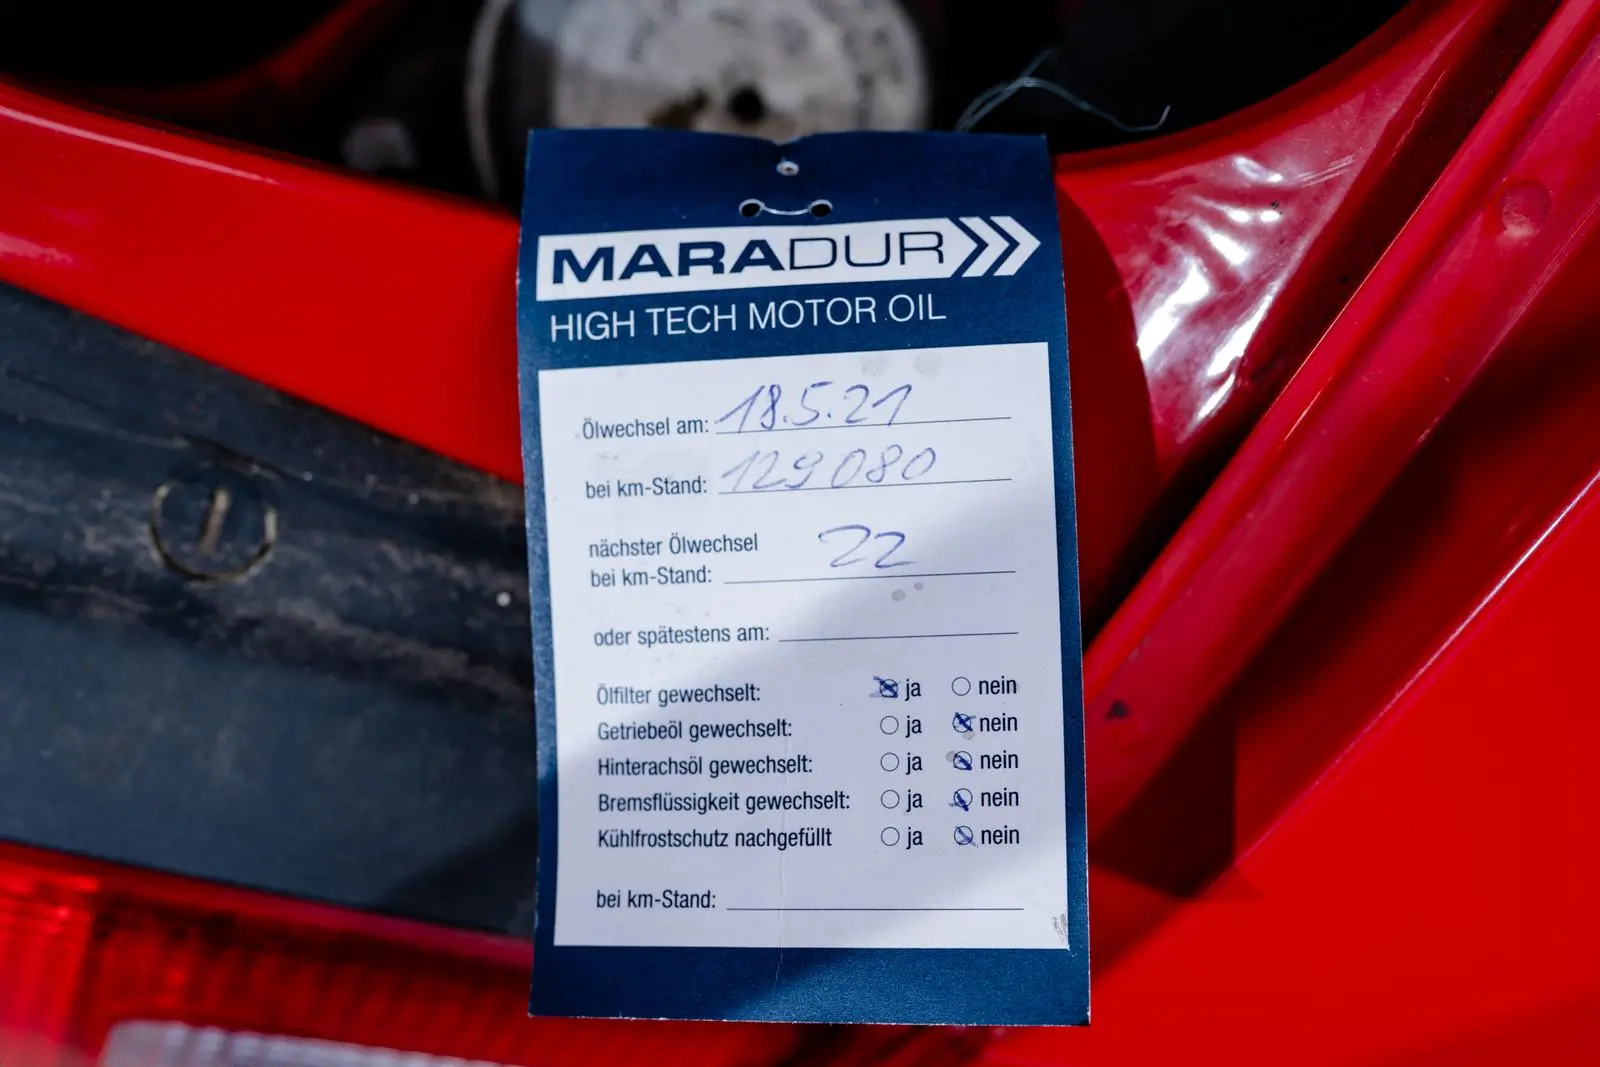 MARADUR
HIGH TECH MOTOR OIL
Ölwechsel am: 18.5.21
bei km-Stand: 129080
nächster Ölwechsel
bei km-Stand: 22
oder spätestens am:
Ölfilter gewechselt: ja nein
Getriebeöl gewechselt: ja nein
Hinterachsöl gewechselt: ja nein
Bremsflüssigkeit gewechselt: ja nein
Kühlfrostschutz nachgefüllt ja nein
bei km-Stand: